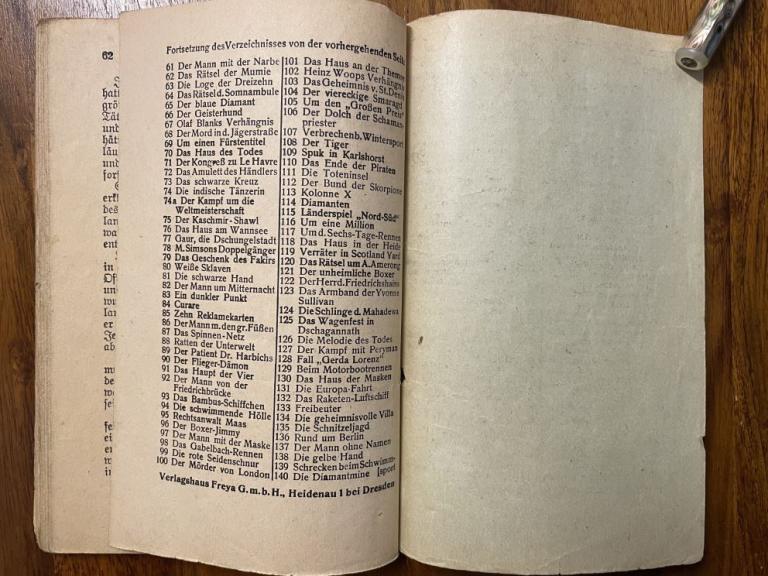 62
Fortsetzung des Verzeichnisses von der vorhergehenden Seite
61 Der Mann mit der Narbe
62 Das Rätsel der Mumie
63 Die Loge der Dreizehn
64 Das Rätsel d. Somnambule
65 Der blaue Diamant
66 Der Geisterhund
67 Olaf Blanks Verhängnis
68 Der Mord in d. Jägerstraße
69 Um einen Fürstentitel
70 Das Haus des Todes
71 Der Kongreß zu Le Havre
72 Das Amulett des Händlers
73 Das schwarze Kreuz
74 Die indische Tänzerin
74a Der Kampf um die
Weltmeisterschaft
75 Der Kaschmir-Shawl
76 Das Haus am Wannsee
77 Gaur, die Dschungelstadt
78 M. Simsons Doppelgänger
79 Das Geschenk des Fakirs
80 Weiße Sklaven
81 Die schwarze Hand
82 Der Mann um Mitternacht
83 Ein dunkler Punkt
84 Curare
85 Zehn Reklamekarten
86 Der Mann m. den gr. Füßen
87 Das Spinnen-Netz
88 Ratten der Unterwelt
89 Der Patient Dr. Harbichs
90 Der Flieger-Dämon
91 Das Haupt der Vier
92 Der Mann von der
Friedrichbrücke
93 Das Bambus-Schiffchen
94 Die schwimmende Hölle
95 Rechtsanwalt Maas
96 Der Boxer-Jimmy
97 Der Mann mit der Maske
98 Das Gabelbach-Rennen
99 Die rote Seidenschnur
100 Der Mörder von London
101 Das Haus an der Themse
102 Heinz Woops Verhängnis
103 Das Geheimnis v. St. Denis
104 Der viereckige Smaragd
105 Um den „Großen Preis“
106 Der Dolch der Schaman-
priester
107 Verbrechen b. Wintersport
108 Der Tiger
109 Spuk in Karlshorst
110 Das Ende der Piraten
111 Die Toteninsel
112 Der Bund der Skorpione
113 Kolonne X
114 Diamanten
115 Länderspiel „Nord-Süd“
116 Um eine Million
117 Um d. Sechs-Tage-Rennen
118 Das Haus in der Heide
119 Verräter in Scotland Yard
120 Das Rätsel um A. Amerong
121 Der unheimliche Boxer
122 Der Herr d. Friedrichshains
123 Das Armband der Yvonne
Sullivan
124 Die Schlinge d. Mahadewa
125 Das Wagenfest in
Dschagannath
126 Die Melodie des Todes
127 Der Kampf mit Peryman
128 Fall „Gerda Lorenz“
129 Beim Motorbootrennen
130 Das Haus der Masken
131 Die Europa-Fahrt
132 Das Raketen-Luftschiff
133 Freibeuter
134 Die geheimnisvolle Villa
135 Die Schnitzeljagd
136 Rund um Berlin
137 Der Mann ohne Namen
138 Die gelbe Hand
139 Schrecken beim Schwimm-
140 Die Diamantmine [sport
Verlagshaus Freya G. m. b. H., Heidenau 1 bei Dresden